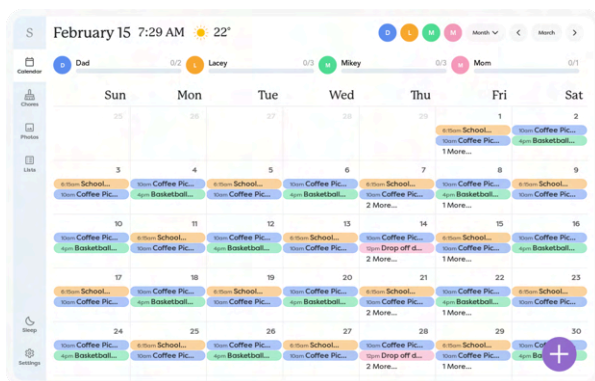 S
February 15 7:29 AM 22°
D L M M Month March
Calendar
Chores
Photos
Lists
Sleep
Settings
D Dad 0/2 L Lacey 0/3 M Mikey 0/3 M Mom 0/1
Sun Mon Tue Wed Thu Fri Sat
25 26 27 28 29 1 2
6:15am School... 10am Coffee Pic...
10am Coffee Pic... 4pm Basketball...
1 More...
3 4 5 6 7 8 9
6:15am School... 10am Coffee Pic... 6:15am School... 10am Coffee Pic... 6:15am School... 10am Coffee Pic... 6:15am School...
10am Coffee Pic... 4pm Basketball... 10am Coffee Pic... 4pm Basketball... 10am Coffee Pic... 4pm Basketball... 10am Coffee Pic...
2 More... 1 More...
10 11 12 13 14 15 16
10am Coffee Pic... 6:15am School... 10am Coffee Pic... 6:15am School... 10am Coffee Pic... 6:15am School... 10am Coffee Pic...
4pm Basketball... 10am Coffee Pic... 4pm Basketball... 10am Coffee Pic... 12pm Drop off d... 10am Coffee Pic... 4pm Basketball...
2 More... 1 More...
17 18 19 20 21 22 23
6:15am School... 10am Coffee Pic... 6:15am School... 10am Coffee Pic... 6:15am School... 10am Coffee Pic... 6:15am School...
10am Coffee Pic... 4pm Basketball... 10am Coffee Pic... 4pm Basketball... 10am Coffee Pic... 4pm Basketball... 10am Coffee Pic...
2 More... 1 More...
24 25 26 27 28 29 30
10am Coffee Pic... 6:15am School... 10am Coffee Pic... 6:15am School... 10am Coffee Pic... 6:15am School... 10am Coffee
4pm Basketball... 10am Coffee Pic... 4pm Basketball... 10am Coffee Pic... 12pm Drop off d... 10am Coffee Pic... 4pm Ba
2 More... 1 More...